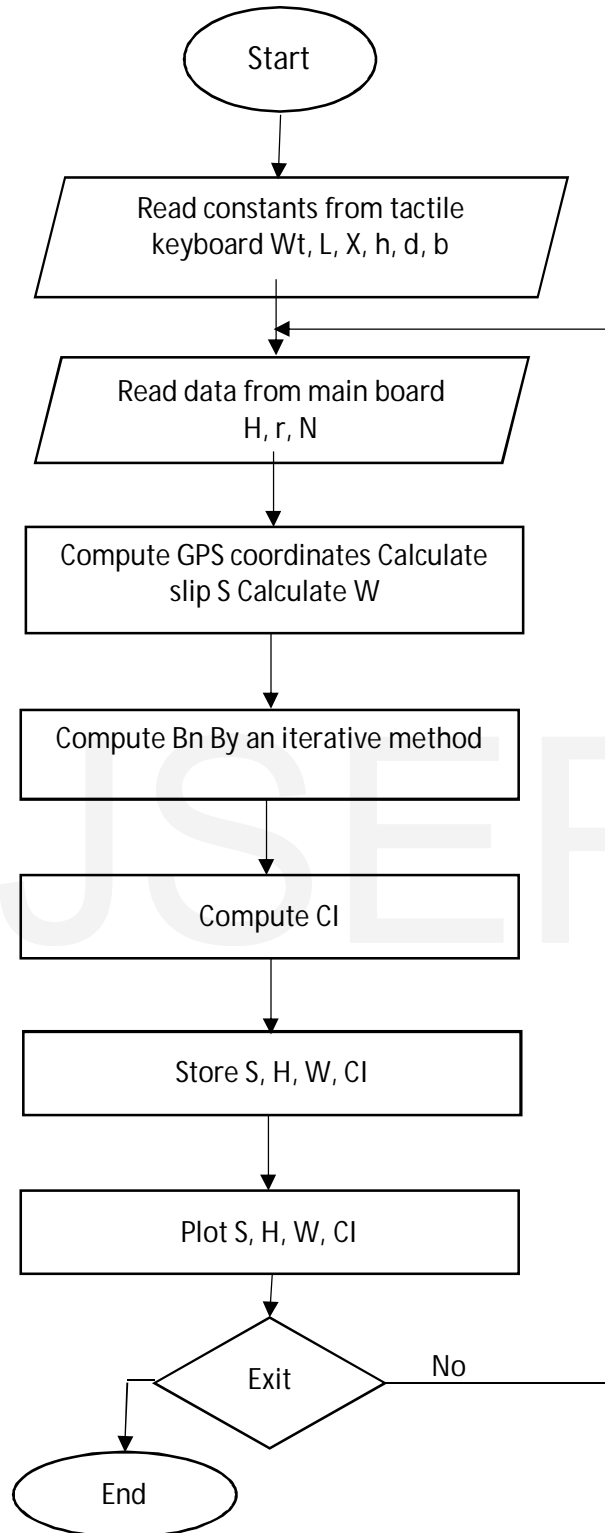 Start
Read constants from tactile
keyboard Wt, L, X, h, d, b
Read data from main board
H, r, N
Compute GPS coordinates Calculate
slip S Calculate W
Compute Bn By an iterative method
Compute CI
Store S, H, W, CI
Plot S, H, W, CI
Exit
No
End
JSER